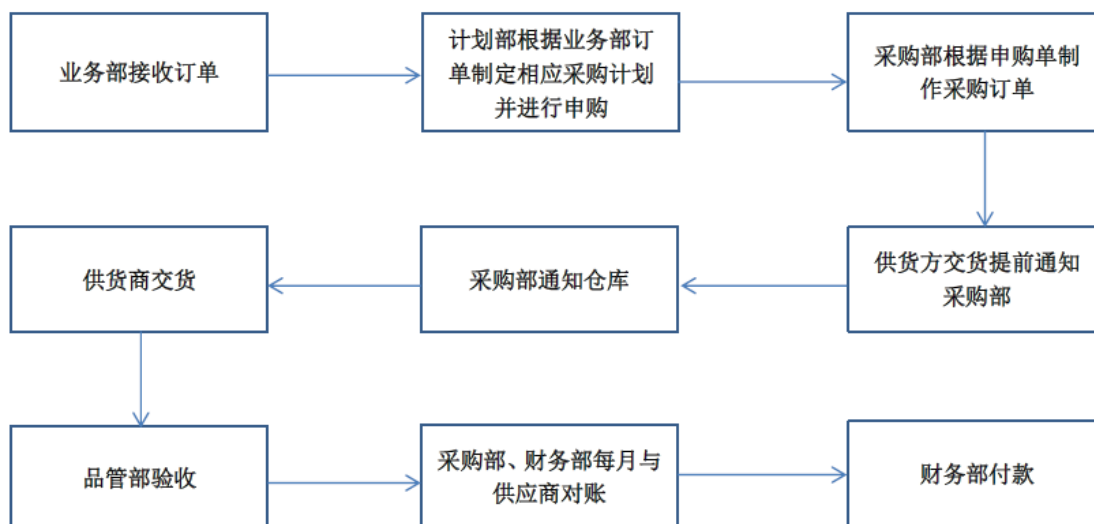 业务部接收订单
计划部根据业务部订
单制定相应采购计划
并进行申购
采购部根据申购单制
作采购订单
供货方交货提前通知
采购部
采购部通知仓库
供货商交货
品管部验收
采购部、财务部每月与
供应商对账
财务部付款